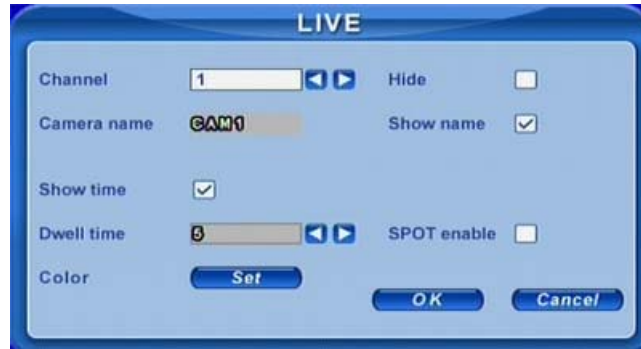 LIVE
Channel 1 Hide
Camera name CAM1 Show name
Show time
Dwell time 5 SPOT enable
Color Set
OK Cancel